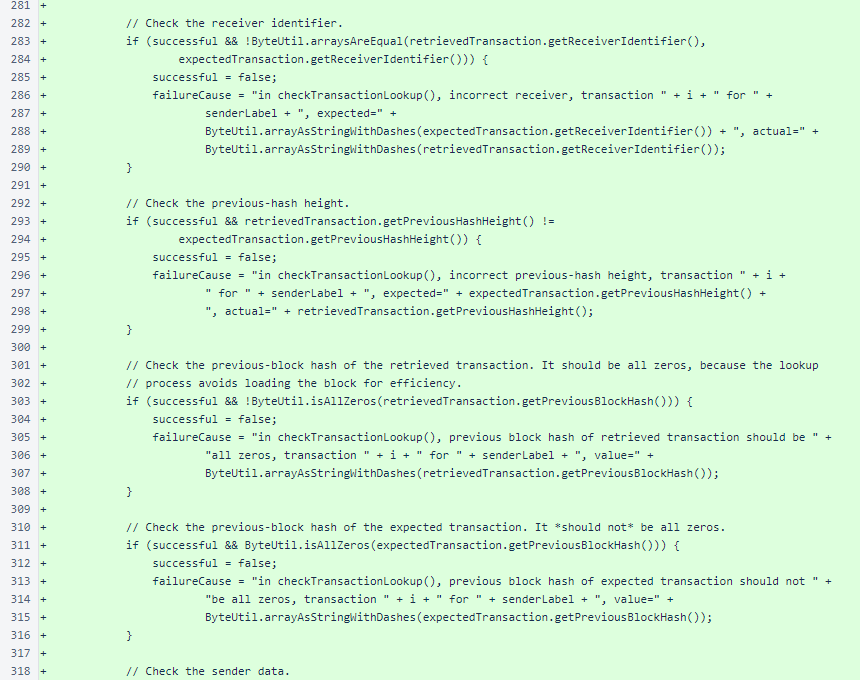 281 +
282 +             // Check the receiver identifier.
283 +             if (successful && !ByteUtil.arraysAreEqual(retrievedTransaction.getReceiverIdentifier(),
284 +                     expectedTransaction.getReceiverIdentifier())) {
285 +                 successful = false;
286 +                 failureCause = "in checkTransactionLookup(), incorrect receiver, transaction " + i + " for " +
287 +                         senderLabel + ", expected=" +
288 +                         ByteUtil.arrayAsStringWithDashes(expectedTransaction.getReceiverIdentifier()) + ", actual=" +
289 +                         ByteUtil.arrayAsStringWithDashes(retrievedTransaction.getReceiverIdentifier());
290 +             }
291 +
292 +             // Check the previous-hash height.
293 +             if (successful && retrievedTransaction.getPreviousHashHeight() !=
294 +                     expectedTransaction.getPreviousHashHeight()) {
295 +                 successful = false;
296 +                 failureCause = "in checkTransactionLookup(), incorrect previous-hash height, transaction " + i +
297 +                         " for " + senderLabel + ", expected=" + expectedTransaction.getPreviousHashHeight() +
298 +                         ", actual=" + retrievedTransaction.getPreviousHashHeight();
299 +             }
300 +
301 +             // Check the previous-block hash of the retrieved transaction. It should be all zeros, because the lookup
302 +             // process avoids loading the block for efficiency.
303 +             if (successful && !ByteUtil.isAllZeros(retrievedTransaction.getPreviousBlockHash())) {
304 +                 successful = false;
305 +                 failureCause = "in checkTransactionLookup(), previous block hash of retrieved transaction should be " +
306 +                         "all zeros, transaction " + i + " for " + senderLabel + ", value=" +
307 +                         ByteUtil.arrayAsStringWithDashes(retrievedTransaction.getPreviousBlockHash());
308 +             }
309 +
310 +             // Check the previous-block hash of the expected transaction. It *should not* be all zeros.
311 +             if (successful && ByteUtil.isAllZeros(expectedTransaction.getPreviousBlockHash())) {
312 +                 successful = false;
313 +                 failureCause = "in checkTransactionLookup(), previous block hash of expected transaction should not " +
314 +                         "be all zeros, transaction " + i + " for " + senderLabel + ", value=" +
315 +                         ByteUtil.arrayAsStringWithDashes(expectedTransaction.getPreviousBlockHash());
316 +             }
317 +
318 +             // Check the sender data.